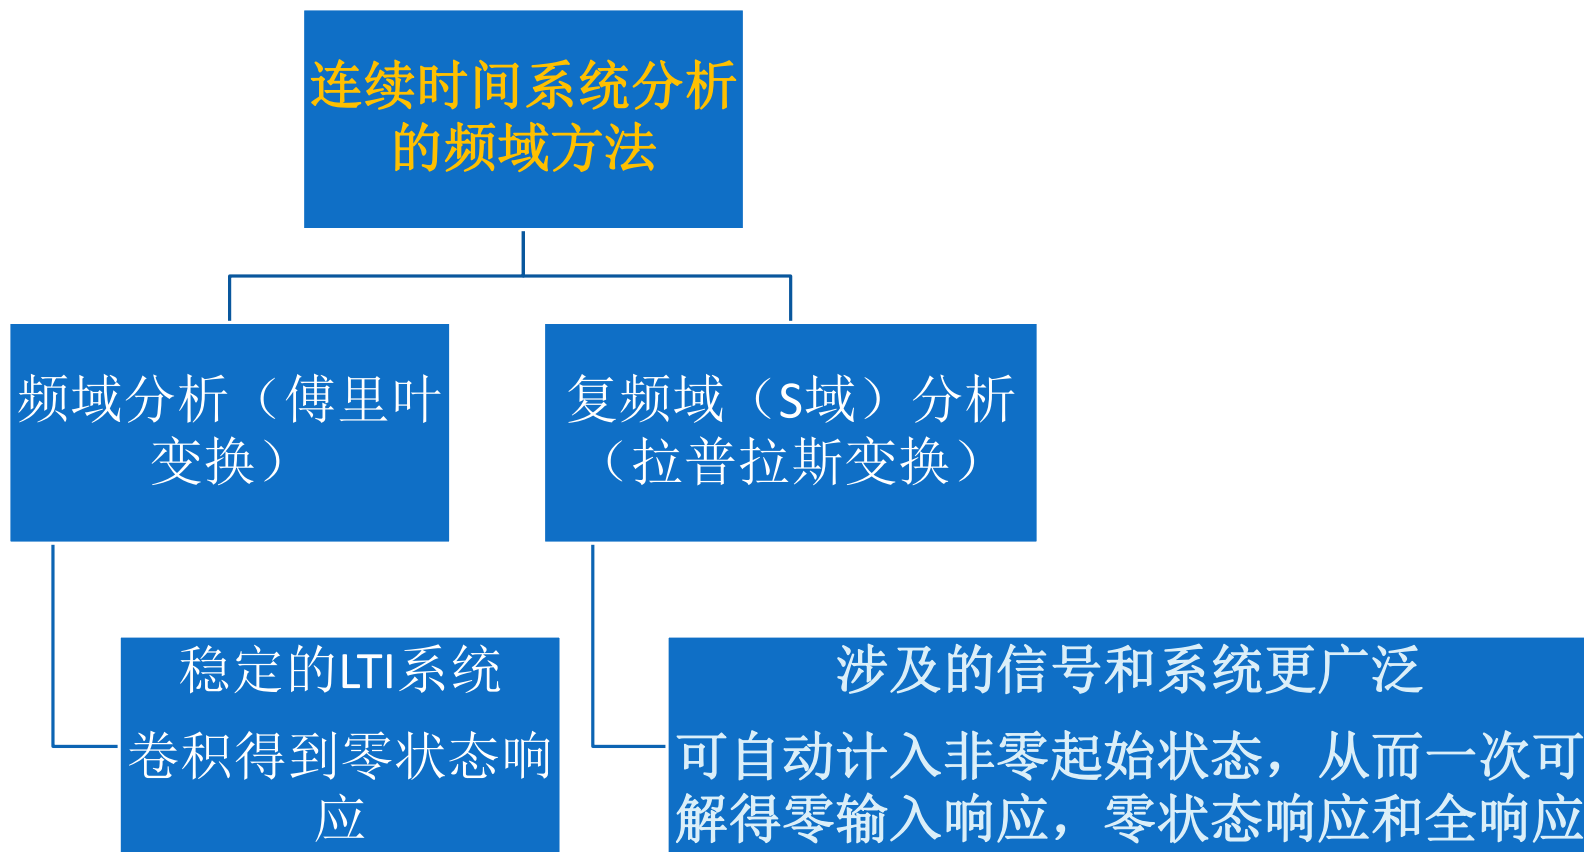 连续时间系统分析
的频域方法
频域分析（傅里叶
变换）
复频域（S域）分析
（拉普拉斯变换）
稳定的LTI系统
卷积得到零状态响
应
涉及的信号和系统更广泛
可自动计入非零起始状态，从而一次可
解得零输入响应，零状态响应和全响应